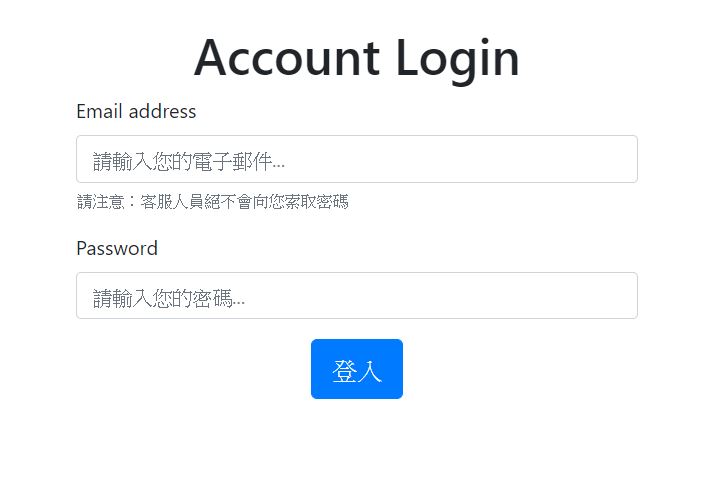 Account Login
Email address
請輸入您的電子郵件...
請注意：客服人員絕不會向您索取密碼
Password
請輸入您的密碼...
登入